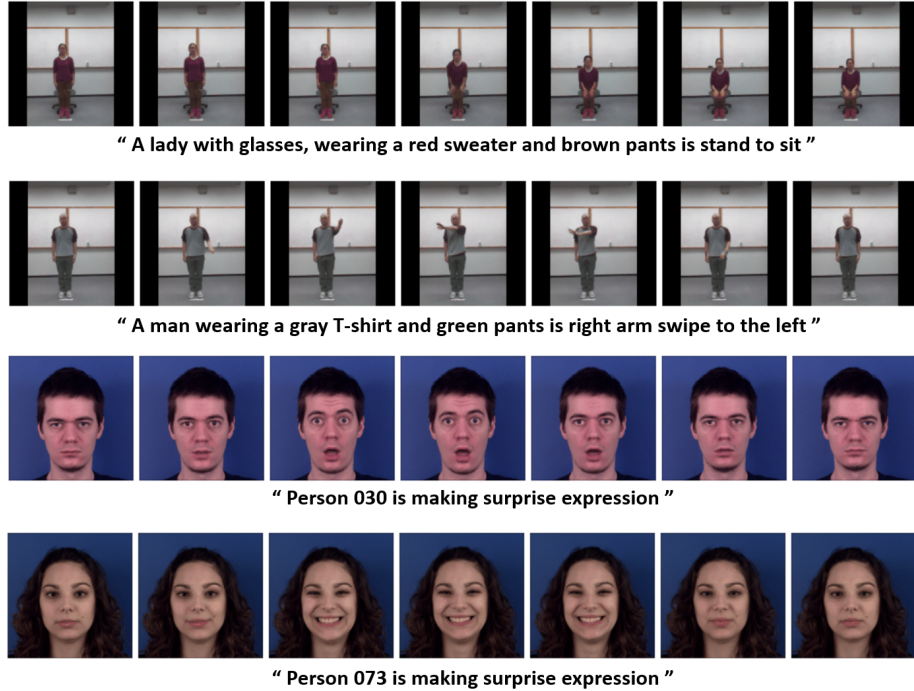 “ A lady with glasses, wearing a red sweater and brown pants is stand to sit ”
“ A man wearing a gray T-shirt and green pants is right arm swipe to the left ”
“ Person 030 is making surprise expression ”
“ Person 073 is making surprise expression ”